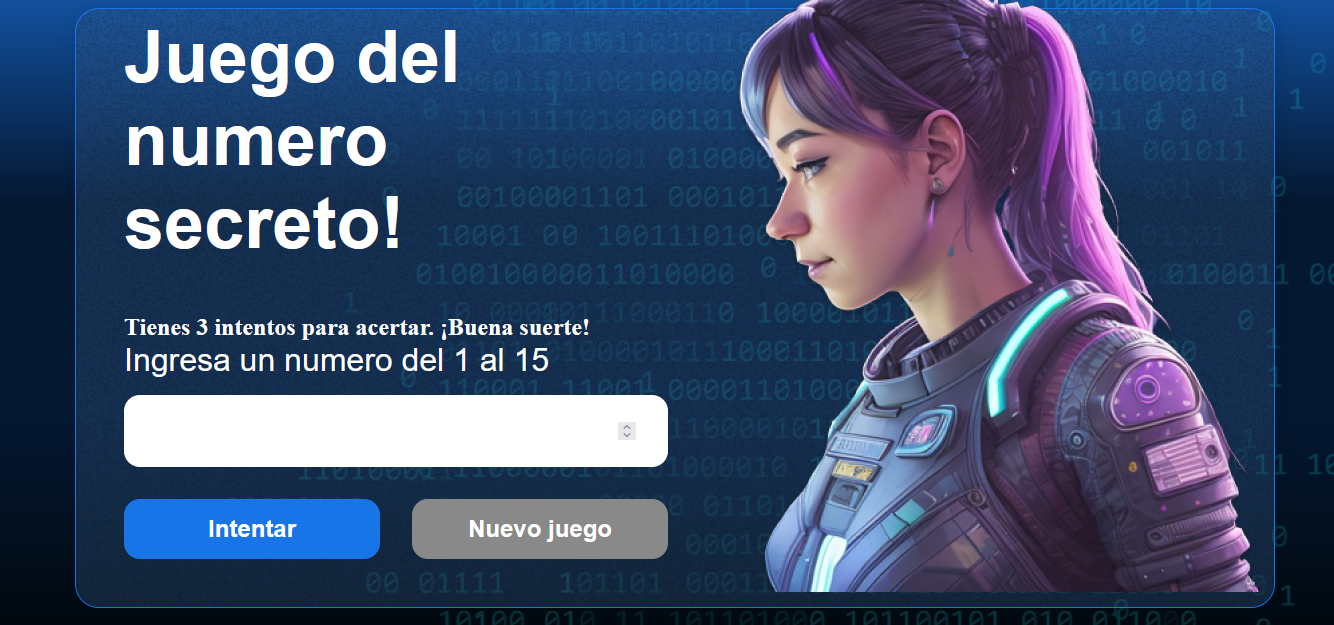 Juego del
numero
secreto!
Tienes 3 intentos para acertar. ¡Buena suerte!
Ingresa un numero del 1 al 15
Intentar
Nuevo juego